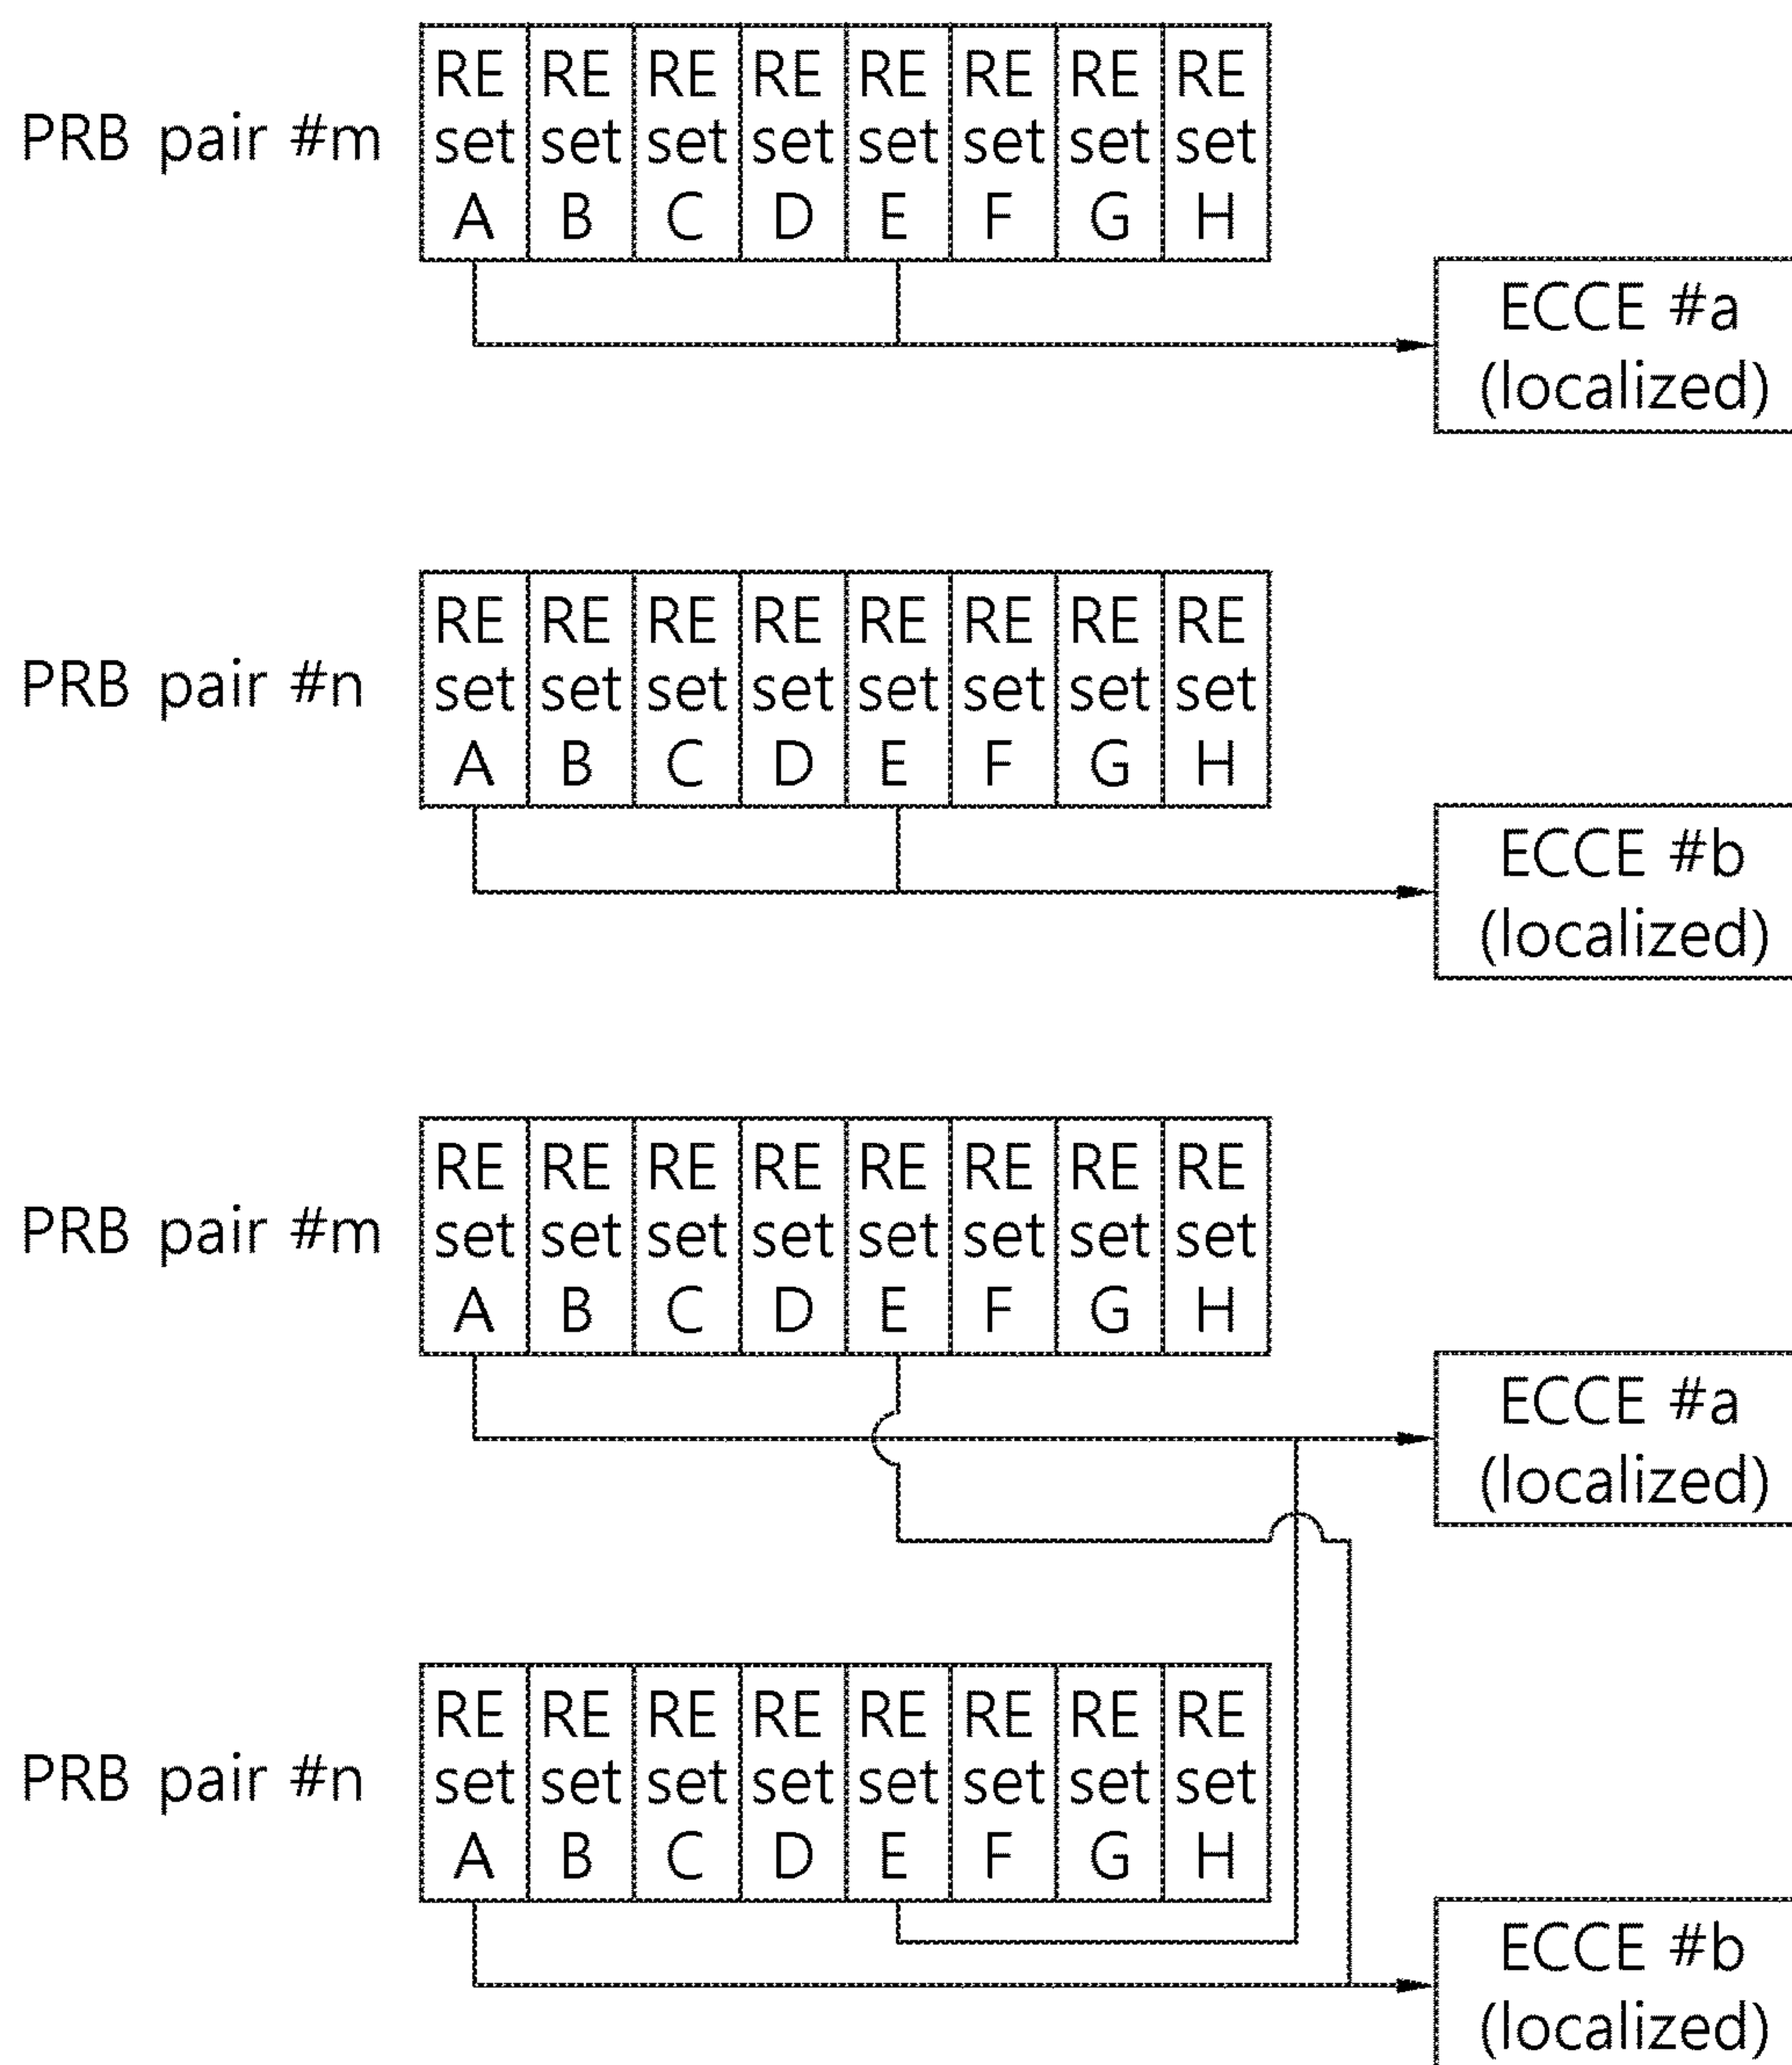 PRB pair #m
RE RE RE RE RE RE RE RE
set set set set set set set set
A B C D E F G H
ECCE #a
(localized)
PRB pair #n
RE RE RE RE RE RE RE RE
set set set set set set set set
A B C D E F G H
ECCE #b
(localized)
PRB pair #m
RE RE RE RE RE RE RE RE
set set set set set set set set
A B C D E F G H
ECCE #a
(localized)
PRB pair #n
RE RE RE RE RE RE RE RE
set set set set set set set set
A B C D E F G H
ECCE #b
(localized)